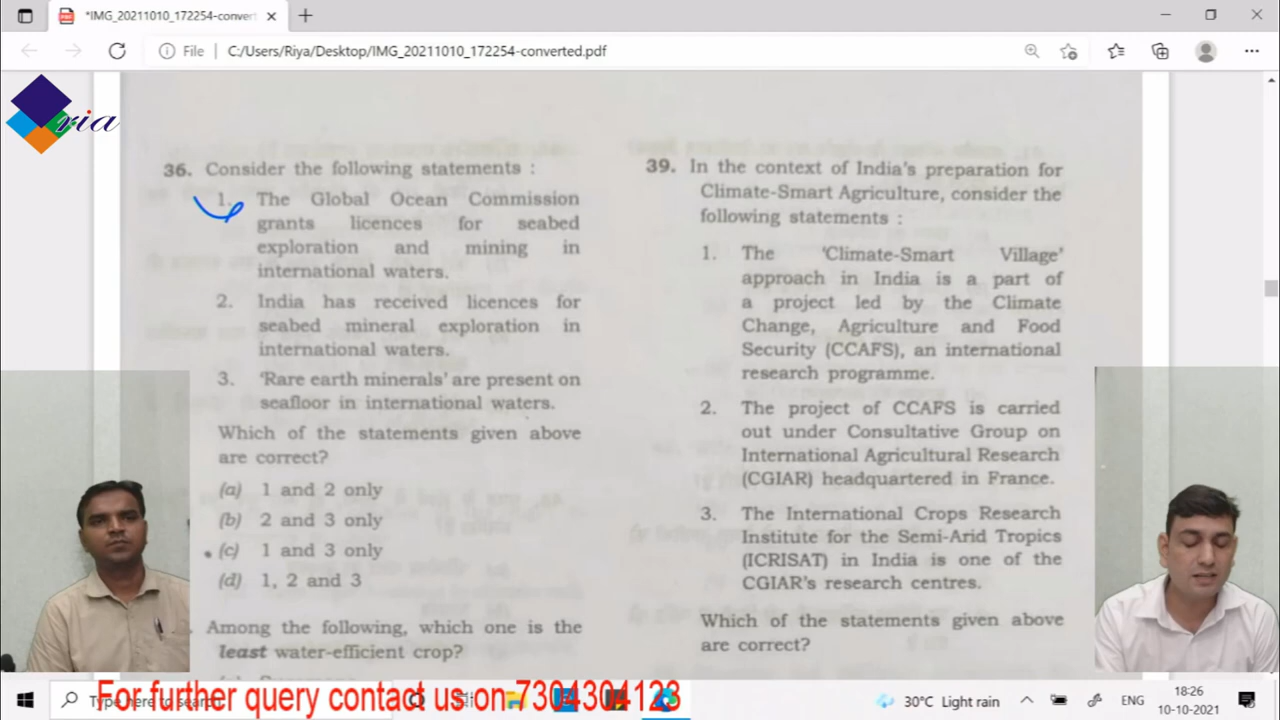 *IMG_20211010_172254-conver
File
C:/Users/Riya/Desktop/IMG_20211010_172254-converted.pdf
ria
36. Consider the following statements :
1. The Global Ocean Commission
grants licences for seabed
exploration and mining in
international waters.
2. India has received licences for
seabed mineral exploration in
international waters.
3. 'Rare earth minerals' are present on
seafloor in international waters.
Which of the statements given above
are correct?
(a) 1 and 2 only
(b) 2 and 3 only
(c) 1 and 3 only
(d) 1, 2 and 3
Among the following, which one is the
least water-efficient crop?
39. In the context of India's preparation for
Climate-Smart Agriculture, consider the
following statements :
1. The 'Climate-Smart Village'
approach in India is a part of
a project led by the Climate
Change, Agriculture and Food
Security (CCAFS), an international
research programme.
2. The project of CCAFS is carried
out under Consultative Group on
International Agricultural Research
(CGIAR) headquartered in France.
3. The International Crops Research
Institute for the Semi-Arid Tropics
(ICRISAT) in India is one of the
CGIAR's research centres.
Which of the statements given above
are correct?
For further query contact us on 7304304123
Type here to search
30°C Light rain
ENG
18:26
10-10-2021